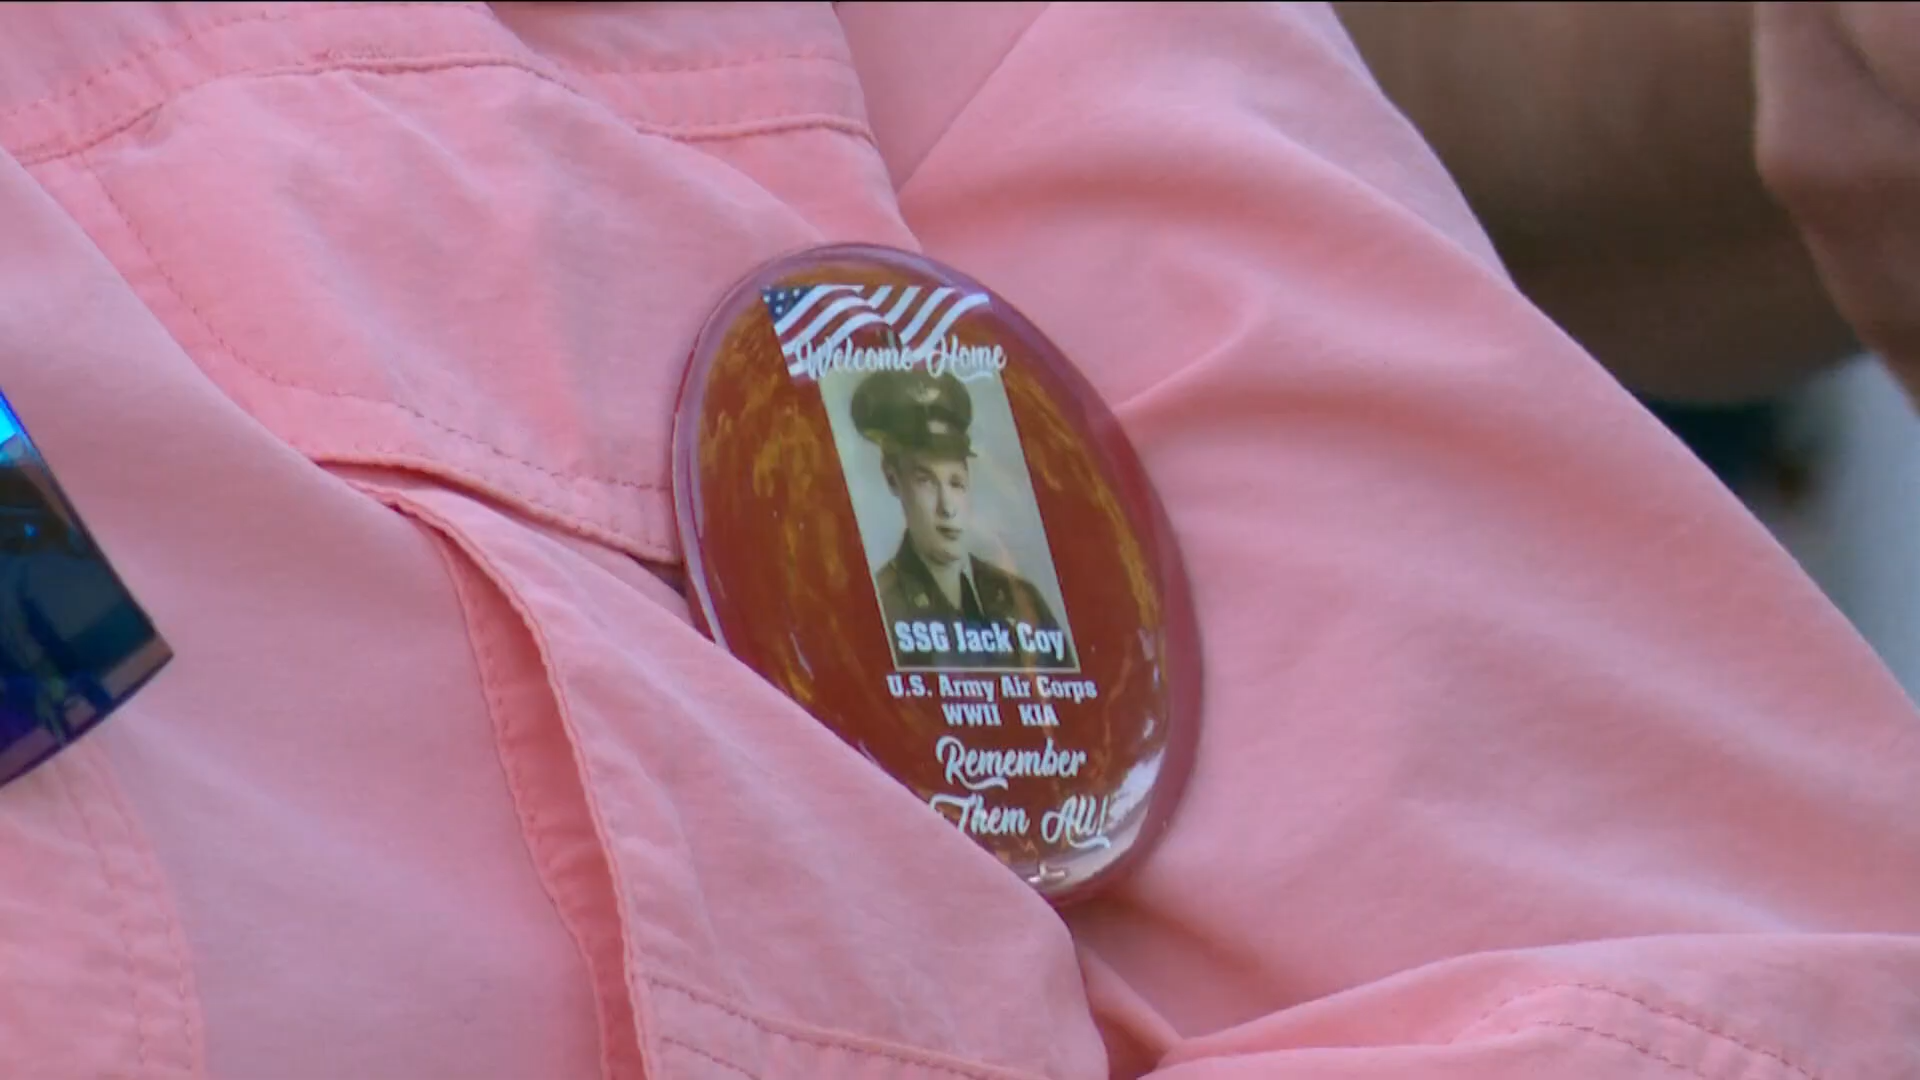 Welcome Home
SSG Jack Coy
U.S. Army Air Corps
WWII KIA
Remember
Them All!